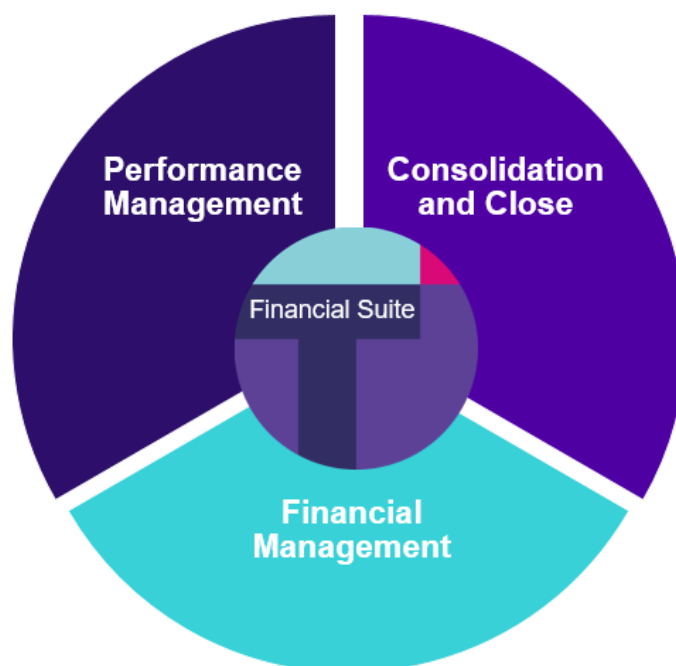 Performance
Management
Consolidation
and Close
Financial Suite
Financial
Management